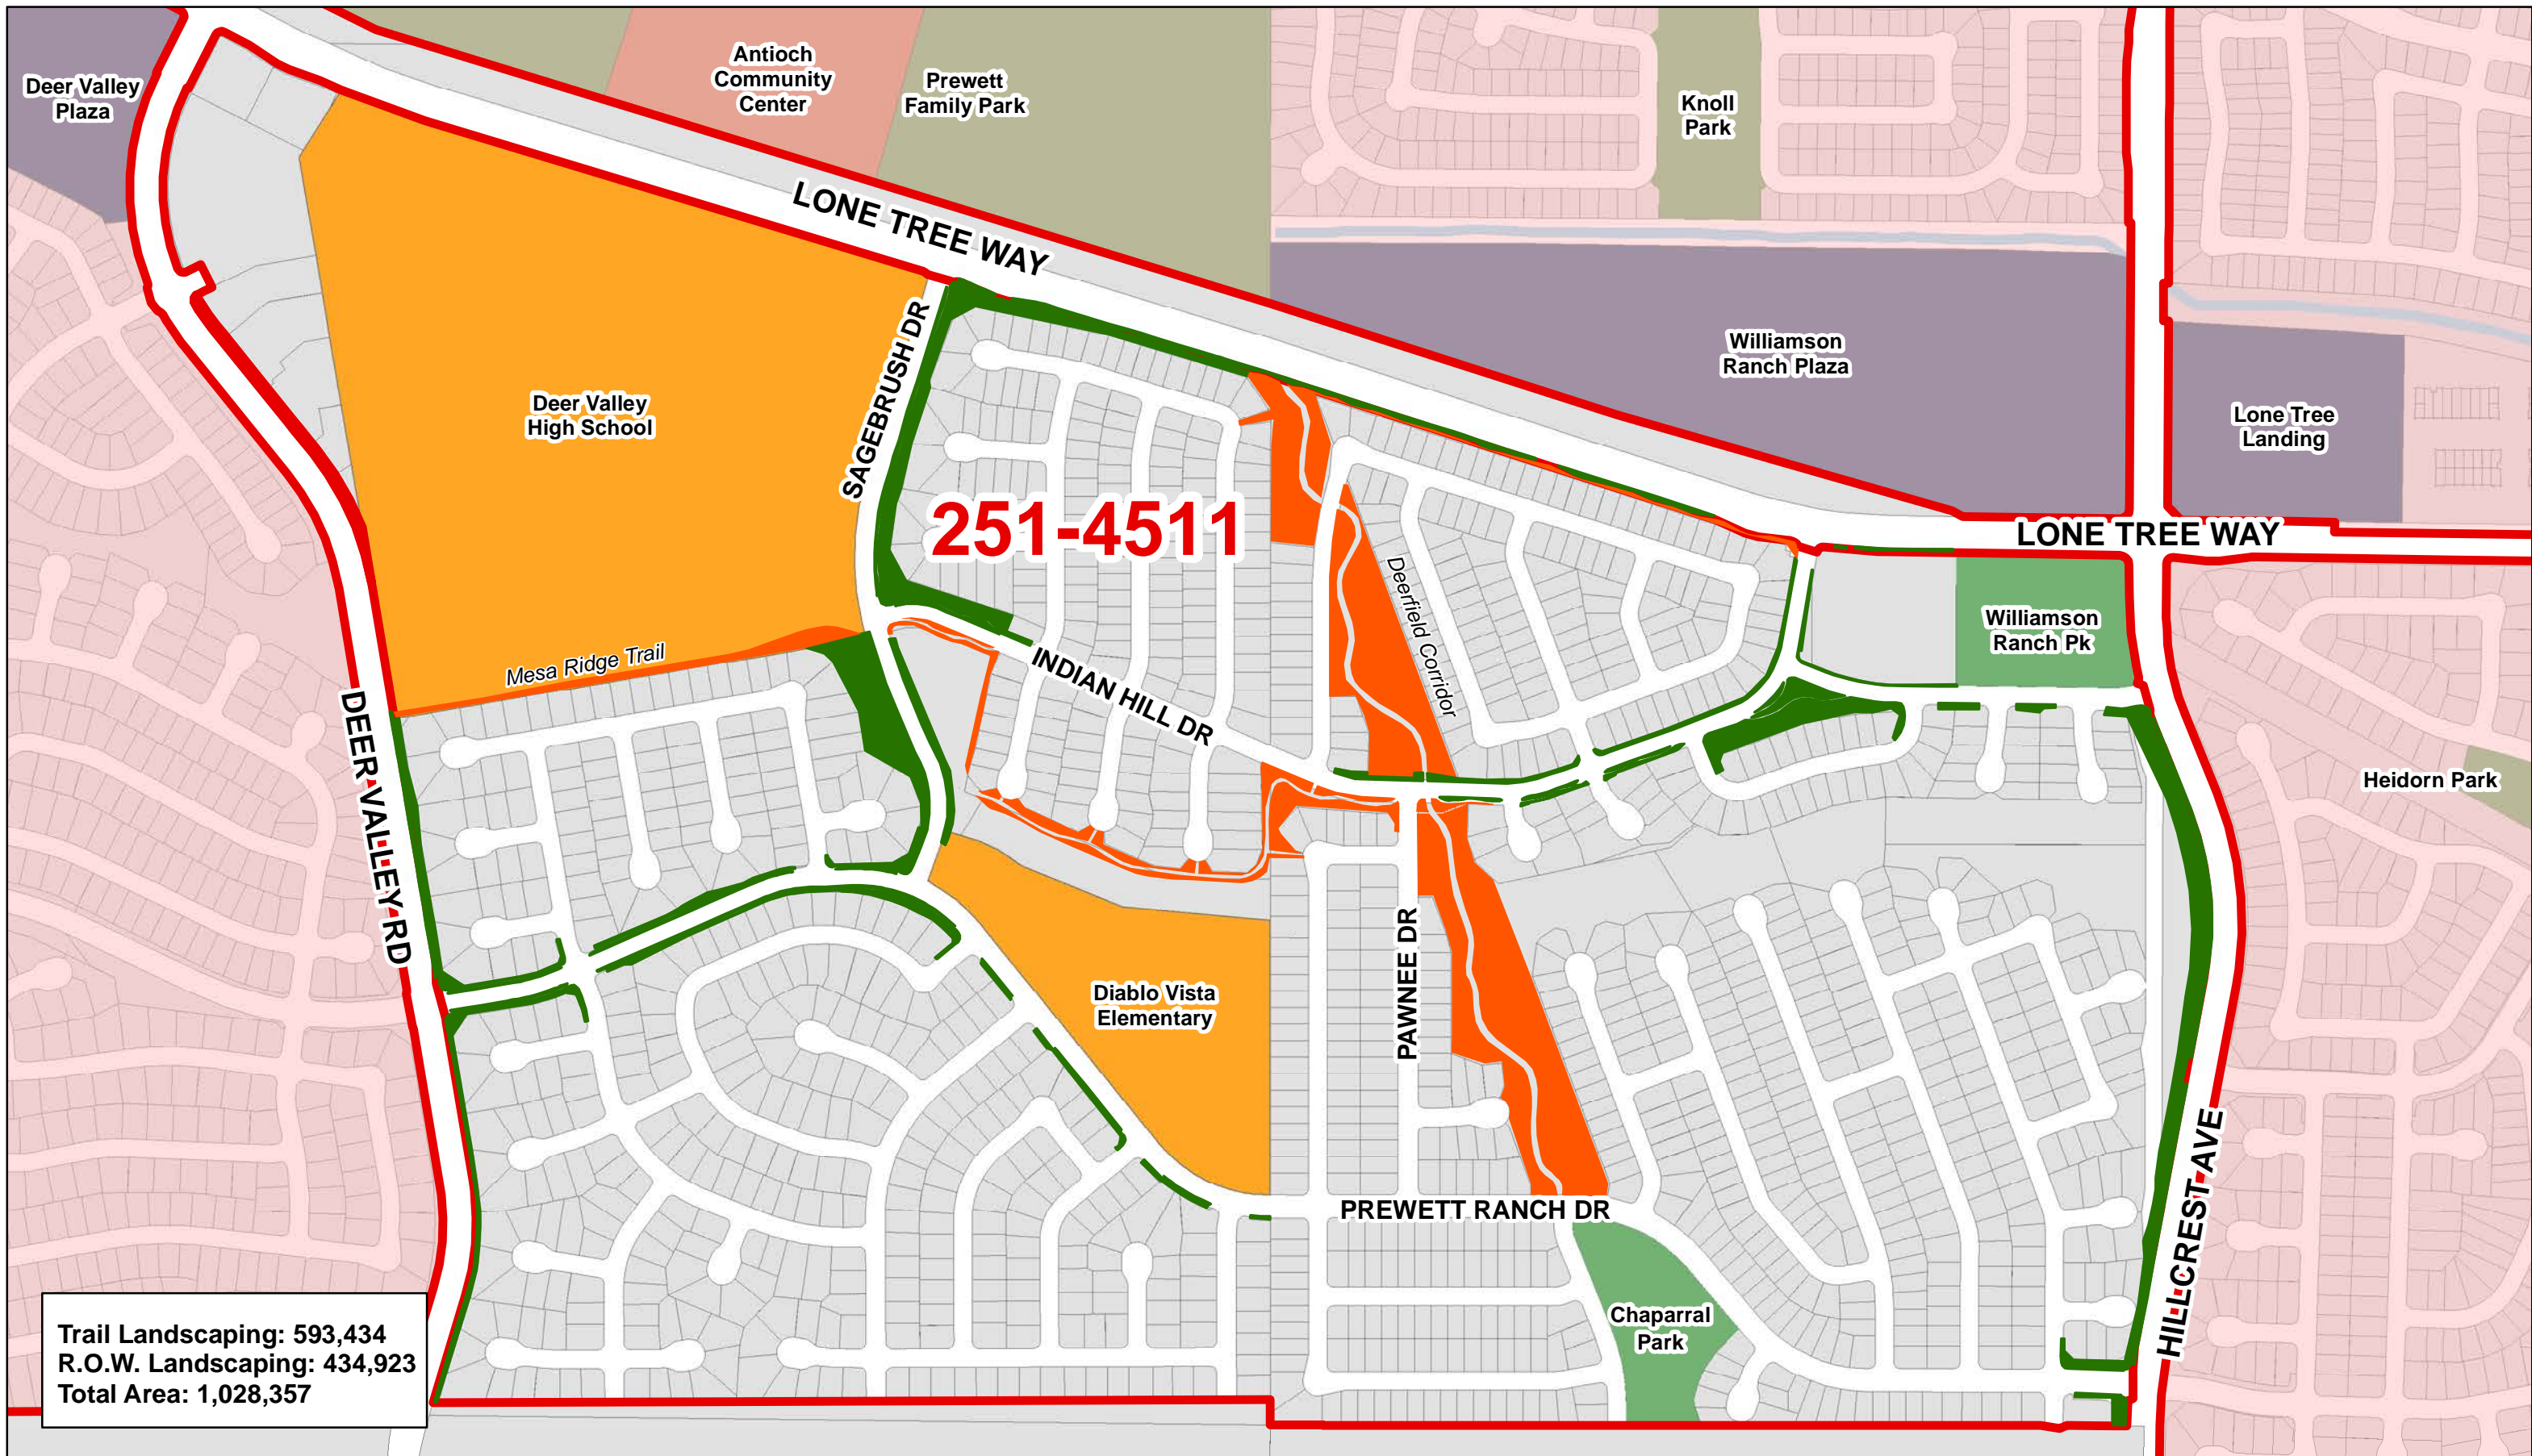 Deer Valley
Plaza
Antioch
Community
Center
Prewett
Family Park
Knoll
Park
LONE TREE WAY
Williamson
Ranch Plaza
Lone Tree
Landing
Deer Valley
High School
SAGEBRUSH DR
251-4511
LONE TREE WAY
Deerfield Corridor
Williamson
Ranch Pk
Mesa Ridge Trail
INDIAN HILL DR
DEER VALLEY RD
Heidorn Park
Diablo Vista
Elementary
PAWNEE DR
PREWETT RANCH DR
HILLCREST AVE
Chaparral
Park
Trail Landscaping: 593,434
R.O.W. Landscaping: 434,923
Total Area: 1,028,357